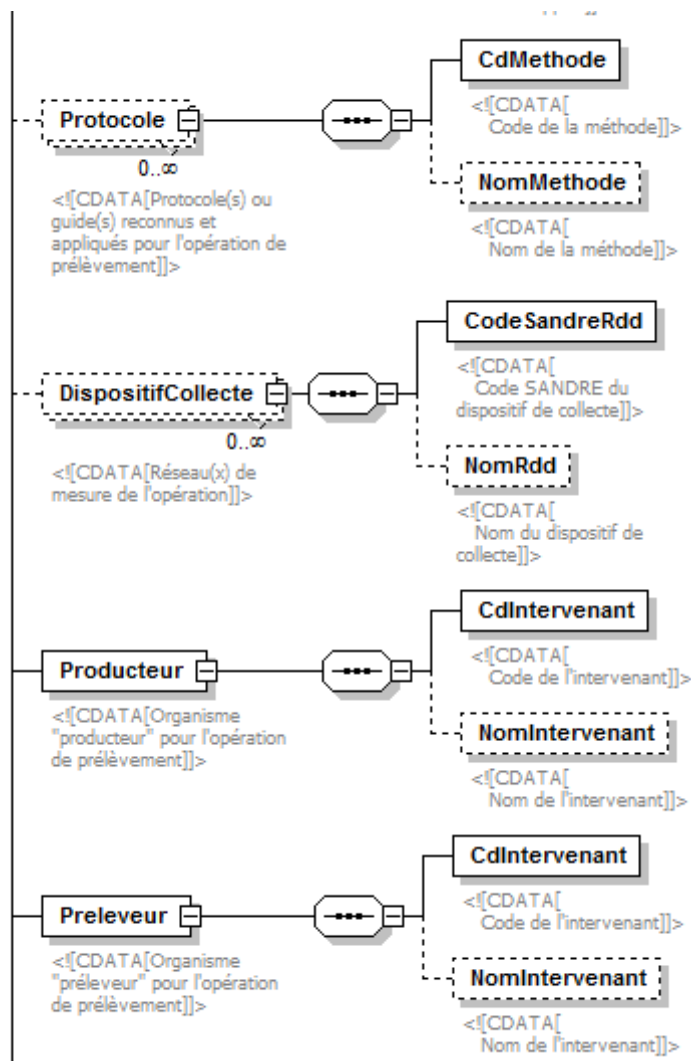 CdMethode
<![CDATA[
Code de la méthode]]>
Protocole
0..∞
<![CDATA[Protocole(s) ou
guide(s) reconnus et
appliqués pour l'opération de
prélèvement]]>
NomMethode
<![CDATA[
Nom de la méthode]]>
CodeSandreRdd
<![CDATA[
Code SANDRE du
dispositif de collecte]]>
DispositifCollecte
0..∞
<![CDATA[Réseau(x) de
mesure de l'opération]]>
NomRdd
<![CDATA[
Nom du dispositif de
collecte]]>
CdIntervenant
<![CDATA[
Code de l'intervenant]]>
Producteur
<![CDATA[Organisme
"producteur" pour l'opération
de prélèvement]]>
NomIntervenant
<![CDATA[
Nom de l'intervenant]]>
CdIntervenant
<![CDATA[
Code de l'intervenant]]>
Preleveur
<![CDATA[Organisme
"préleveur" pour l'opération
de prélèvement]]>
NomIntervenant
<![CDATA[
Nom de l'intervenant]]>